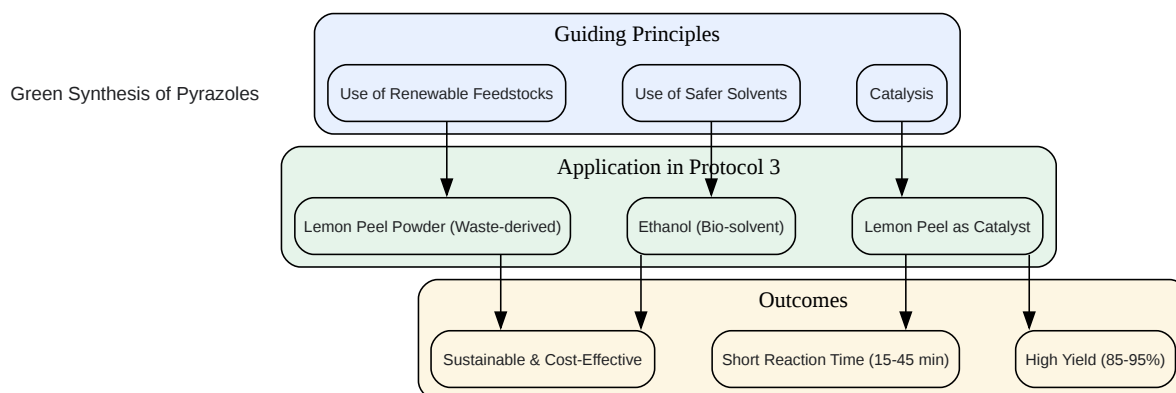 Guiding Principles
Green Synthesis of Pyrazoles
Use of Renewable Feedstocks
Use of Safer Solvents
Catalysis
Application in Protocol 3
Lemon Peel Powder (Waste-derived)
Ethanol (Bio-solvent)
Lemon Peel as Catalyst
Outcomes
Sustainable & Cost-Effective
Short Reaction Time (15-45 min)
High Yield (85-95%)